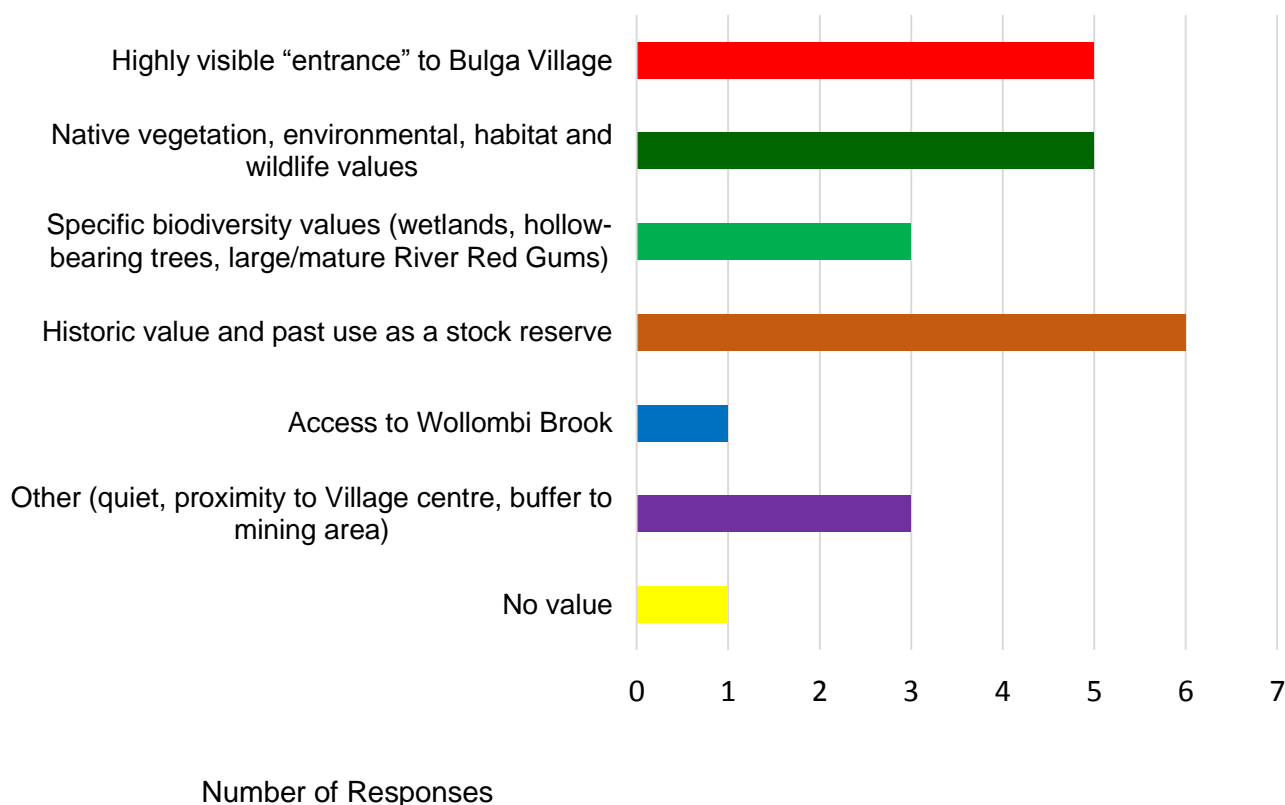 Highly visible “entrance” to Bulga Village
Native vegetation, environmental, habitat and
wildlife values
Specific biodiversity values (wetlands, hollow-
bearing trees, large/mature River Red Gums)
Historic value and past use as a stock reserve
Access to Wollombi Brook
Other (quiet, proximity to Village centre, buffer to
mining area)
No value
0 1 2 3 4 5 6 7
Number of Responses